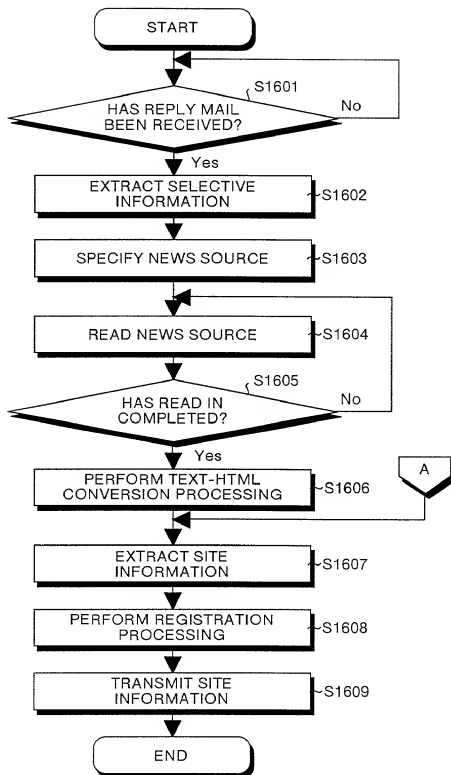 START
S1601
HAS REPLY MAIL
BEEN RECEIVED?
No
Yes
EXTRACT SELECTIVE
INFORMATION
S1602
SPECIFY NEWS SOURCE
S1603
READ NEWS SOURCE
S1604
S1605
HAS READ IN
COMPLETED?
No
Yes
PERFORM TEXT-HTML
CONVERSION PROCESSING
S1606
A
EXTRACT SITE
INFORMATION
S1607
PERFORM REGISTRATION
PROCESSING
S1608
TRANSMIT SITE
INFORMATION
S1609
END